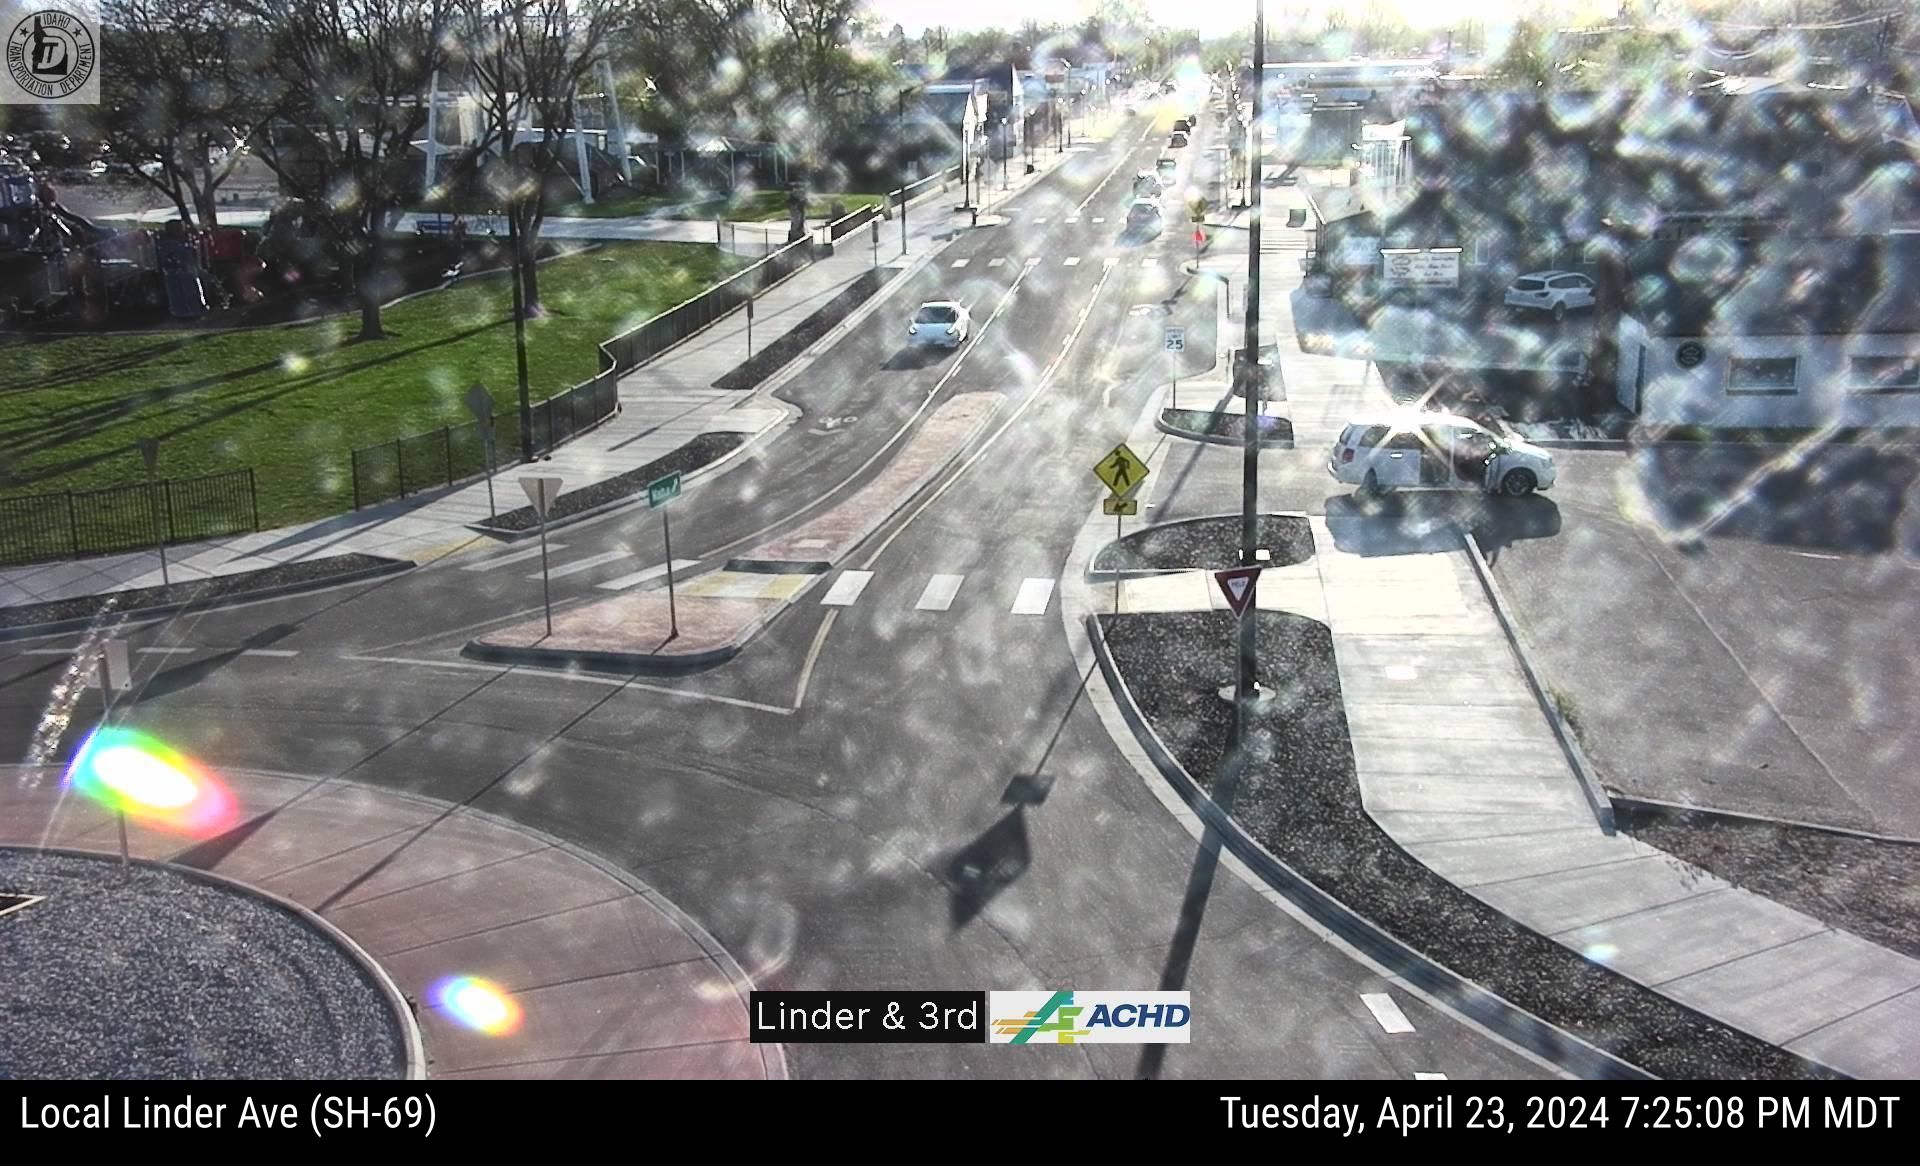 IDAHO
TRANSPORTATION DEPARTMENT
25
YIELD
Linder & 3rd
ACHD
Local Linder Ave (SH-69)
Tuesday, April 23, 2024 7:25:08 PM MDT